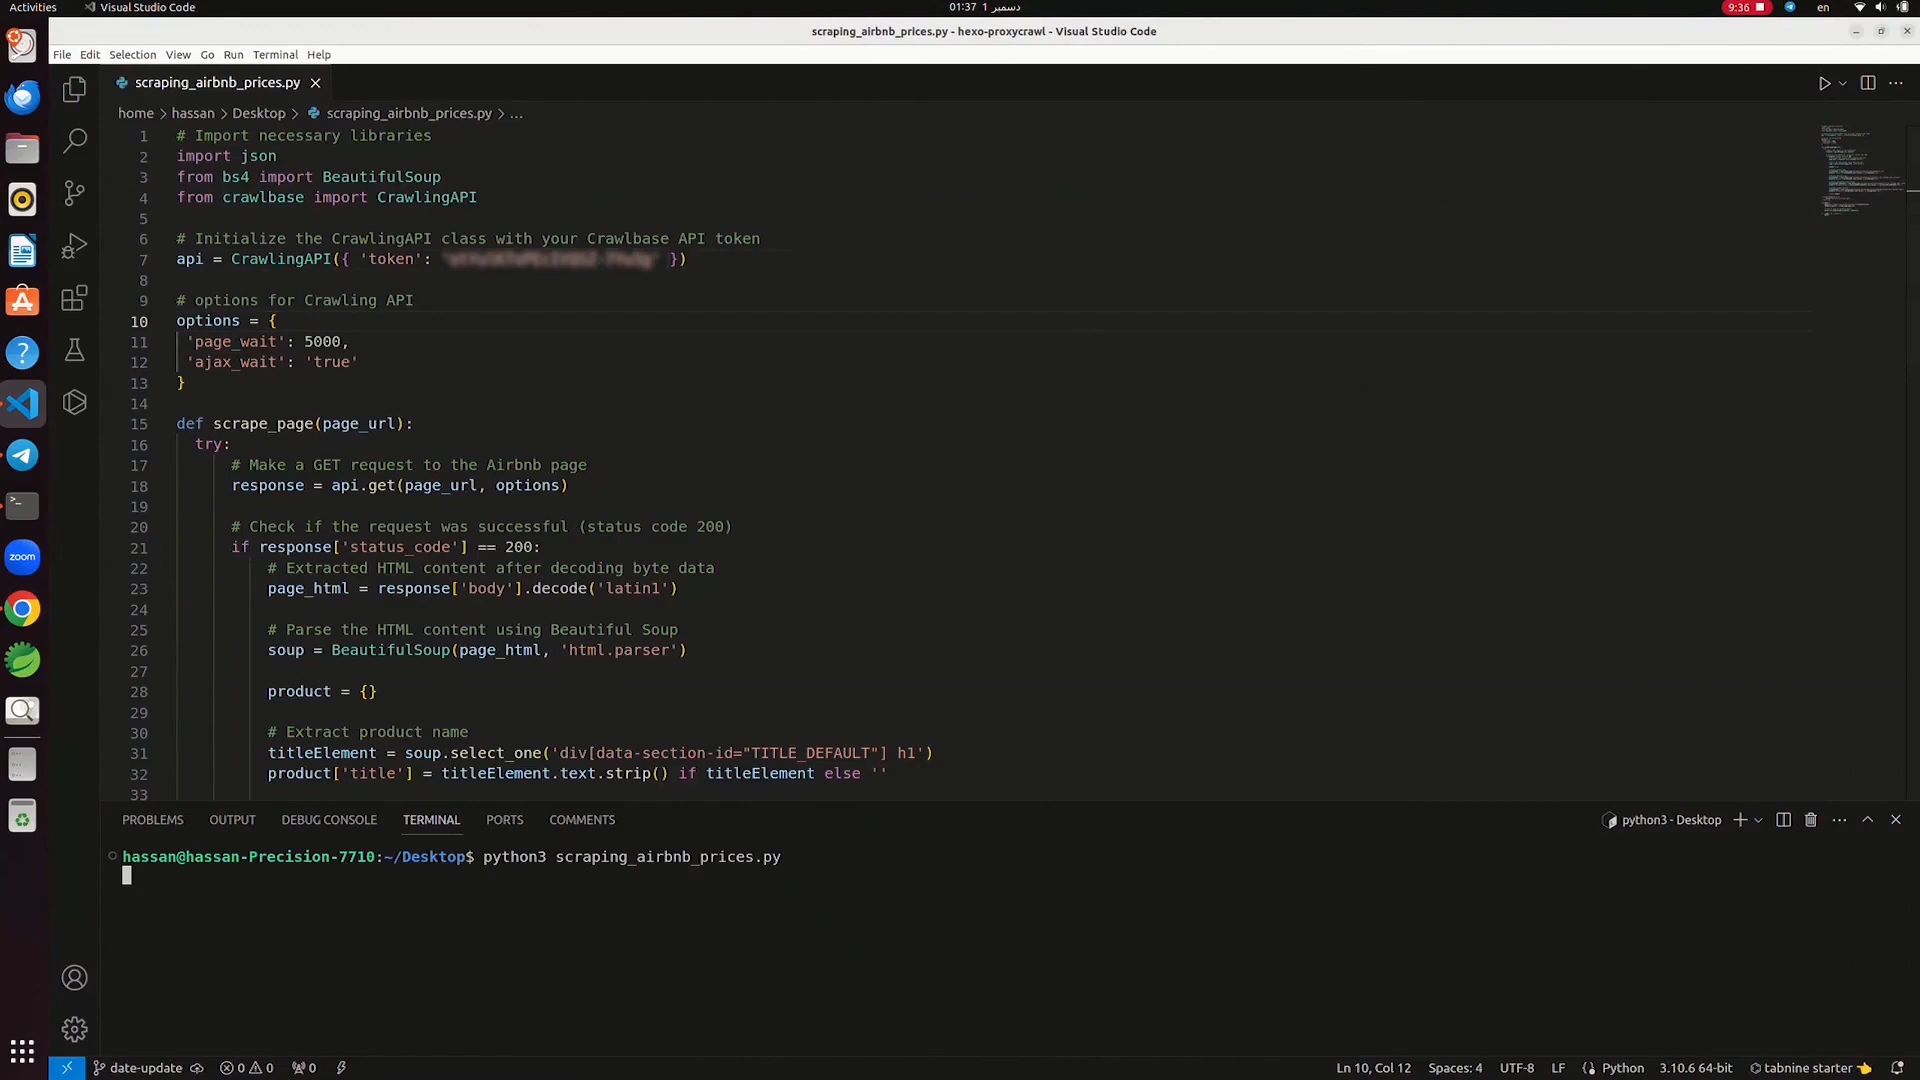 Activities
Visual Studio Code
01:37 1 دسمبر
9:36
en
scraping_airbnb_prices.py - hexo-proxycrawl - Visual Studio Code
File Edit Selection View Go Run Terminal Help
scraping_airbnb_prices.py
home > hassan > Desktop > scraping_airbnb_prices.py > ...
1 # Import necessary libraries
2 import json
3 from bs4 import BeautifulSoup
4 from crawlbase import CrawlingAPI
5
6 # Initialize the CrawlingAPI class with your Crawlbase API token
7 api = CrawlingAPI({ 'token': })
8
9 # options for Crawling API
10 options = {
11 'page_wait': 5000,
12 'ajax_wait': 'true'
13 }
14
15 def scrape_page(page_url):
16 try:
17 # Make a GET request to the Airbnb page
18 response = api.get(page_url, options)
19
20 # Check if the request was successful (status code 200)
21 if response['status_code'] == 200:
22 # Extracted HTML content after decoding byte data
23 page_html = response['body'].decode('latin1')
24
25 # Parse the HTML content using Beautiful Soup
26 soup = BeautifulSoup(page_html, 'html.parser')
27
28 product = {}
29
30 # Extract product name
31 titleElement = soup.select_one('div[data-section-id="TITLE_DEFAULT"] h1')
32 product['title'] = titleElement.text.strip() if titleElement else ''
33
zoom
PROBLEMS OUTPUT DEBUG CONSOLE TERMINAL PORTS COMMENTS
python3 - Desktop
hassan@hassan-Precision-7710:~/Desktop$ python3 scraping_airbnb_prices.py
date-update
0 0
0
Ln 10, Col 12
Spaces: 4
UTF-8
LF
Python
3.10.6 64-bit
tabnine starter